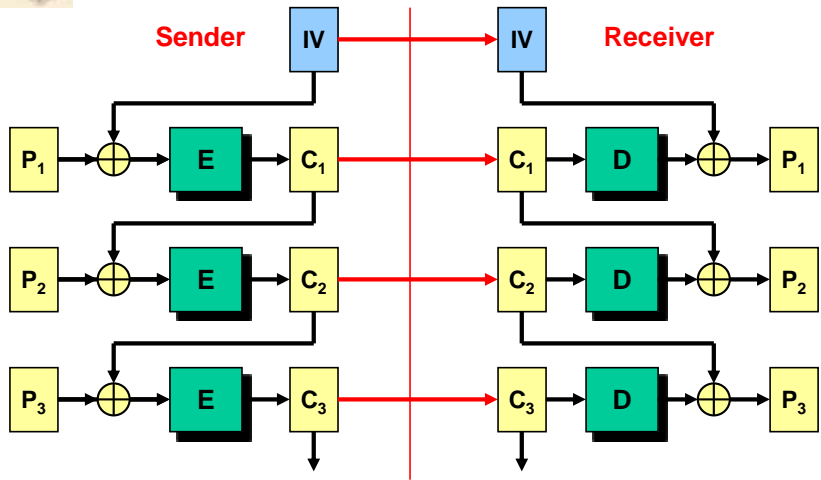 Sender IV IV Receiver
P₁ E C₁ C₁ D P₁
P₂ E C₂ C₂ D P₂
P₃ E C₃ C₃ D P₃